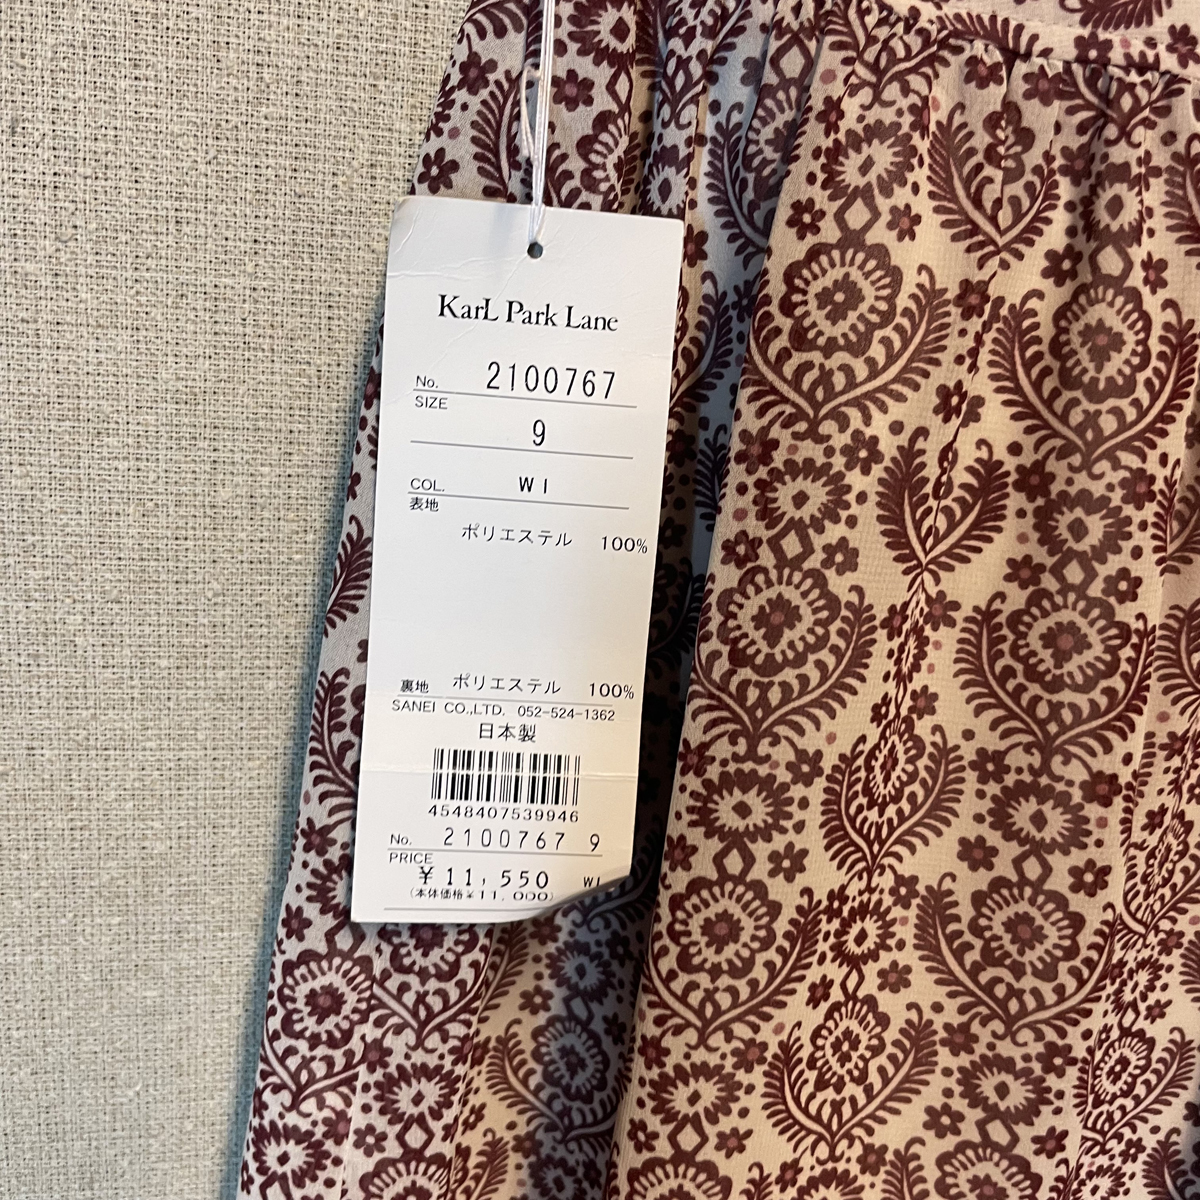 KarL Park Lane
No. 2100767
SIZE
9
COL. WI
表地
ポリエステル 100%
裏地 ポリエステル 100%
SANEI CO.,LTD. 052-524-1362
日本製
4548407539946
No. 2100767 9
PRICE
¥11,550 WI
(本体価格¥11,000)